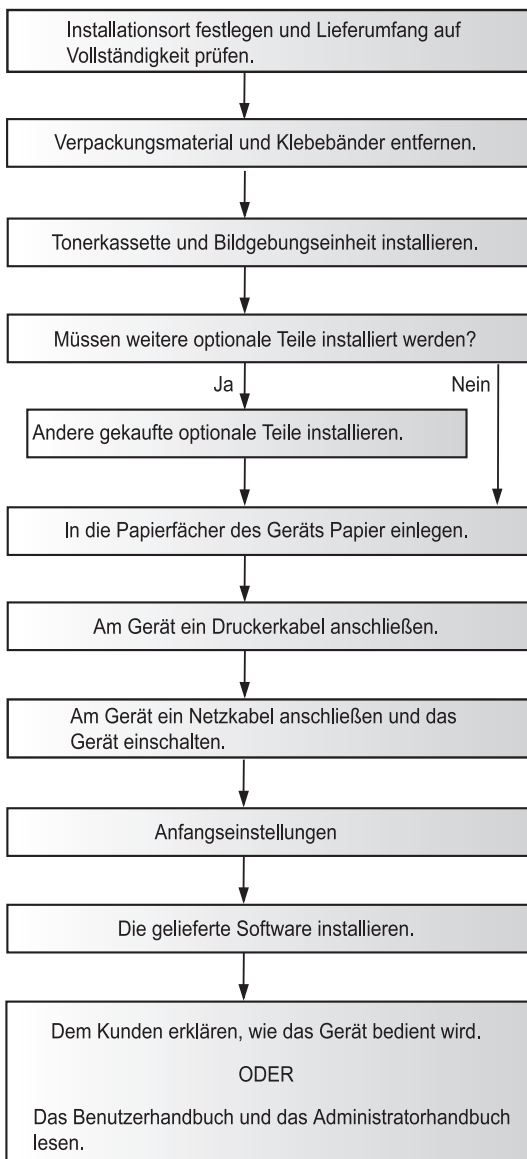 Installationsort festlegen und Lieferumfang auf
Vollständigkeit prüfen.
Verpackungsmaterial und Klebebänder entfernen.
Tonerkassette und Bildgebungseinheit installieren.
Müssen weitere optionale Teile installiert werden?
Ja
Nein
Andere gekaufte optionale Teile installieren.
In die Papierfächer des Geräts Papier einlegen.
Am Gerät ein Druckerkabel anschließen.
Am Gerät ein Netzkabel anschließen und das
Gerät einschalten.
Anfangseinstellungen
Die gelieferte Software installieren.
Dem Kunden erklären, wie das Gerät bedient wird.
ODER
Das Benutzerhandbuch und das Administratorhandbuch
lesen.